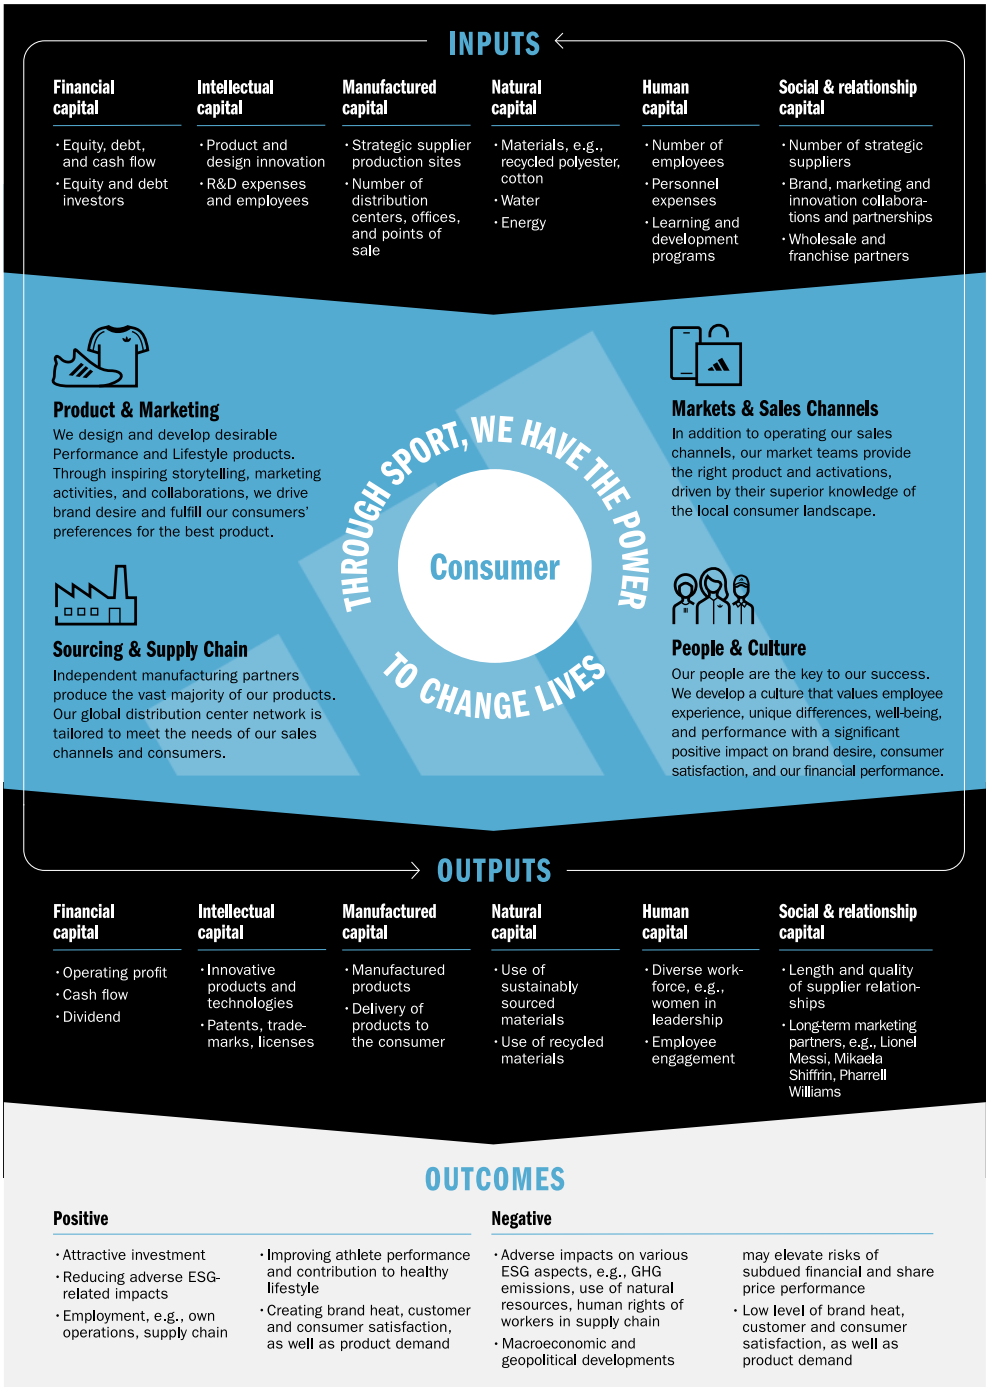 INPUTS
Financial
capital
· Equity, debt,
and cash flow
· Equity and debt
investors
Intellectual
capital
· Product and
design innovation
· R&D expenses
and employees
Manufactured
capital
· Strategic supplier
production sites
· Number of
distribution
centers, offices,
and points of
sale
Natural
capital
· Materials, e.g.,
recycled polyester,
cotton
· Water
· Energy
Human
capital
· Number of
employees
· Personnel
expenses
· Learning and
development
programs
Social & relationship
capital
· Number of strategic
suppliers
· Brand, marketing and
innovation collabora-
tions and partnerships
· Wholesale and
franchise partners
Product & Marketing
We design and develop desirable
Performance and Lifestyle products.
Through inspiring storytelling, marketing
activities, and collaborations, we drive
brand desire and fulfill our consumers'
preferences for the best product.
Sourcing & Supply Chain
Independent manufacturing partners
produce the vast majority of our products.
Our global distribution center network is
tailored to meet the needs of our sales
channels and consumers.
THROUGH SPORT, WE HAVE THE POWER
TO CHANGE LIVES
Consumer
Markets & Sales Channels
In addition to operating our sales
channels, our market teams provide
the right product and activations,
driven by their superior knowledge of
the local consumer landscape.
People & Culture
Our people are the key to our success.
We develop a culture that values employee
experience, unique differences, well-being,
and performance with a significant
positive impact on brand desire, consumer
satisfaction, and our financial performance.
OUTPUTS
Financial
capital
· Operating profit
· Cash flow
· Dividend
Intellectual
capital
· Innovative
products and
technologies
· Patents, trade-
marks, licenses
Manufactured
capital
· Manufactured
products
· Delivery of
products to
the consumer
Natural
capital
· Use of
sustainably
sourced
materials
· Use of recycled
materials
Human
capital
· Diverse work-
force, e.g.,
women in
leadership
· Employee
engagement
Social & relationship
capital
· Length and quality
of supplier relation-
ships
· Long-term marketing
partners, e.g., Lionel
Messi, Mikaela
Shiffrin, Pharrell
Williams
OUTCOMES
Positive
· Attractive investment
· Reducing adverse ESG-
related impacts
· Employment, e.g., own
operations, supply chain
· Improving athlete performance
and contribution to healthy
lifestyle
· Creating brand heat, customer
and consumer satisfaction,
as well as product demand
Negative
· Adverse impacts on various
ESG aspects, e.g., GHG
emissions, use of natural
resources, human rights of
workers in supply chain
· Macroeconomic and
geopolitical developments
may elevate risks of
subdued financial and share
price performance
· Low level of brand heat,
customer and consumer
satisfaction, as well as
product demand